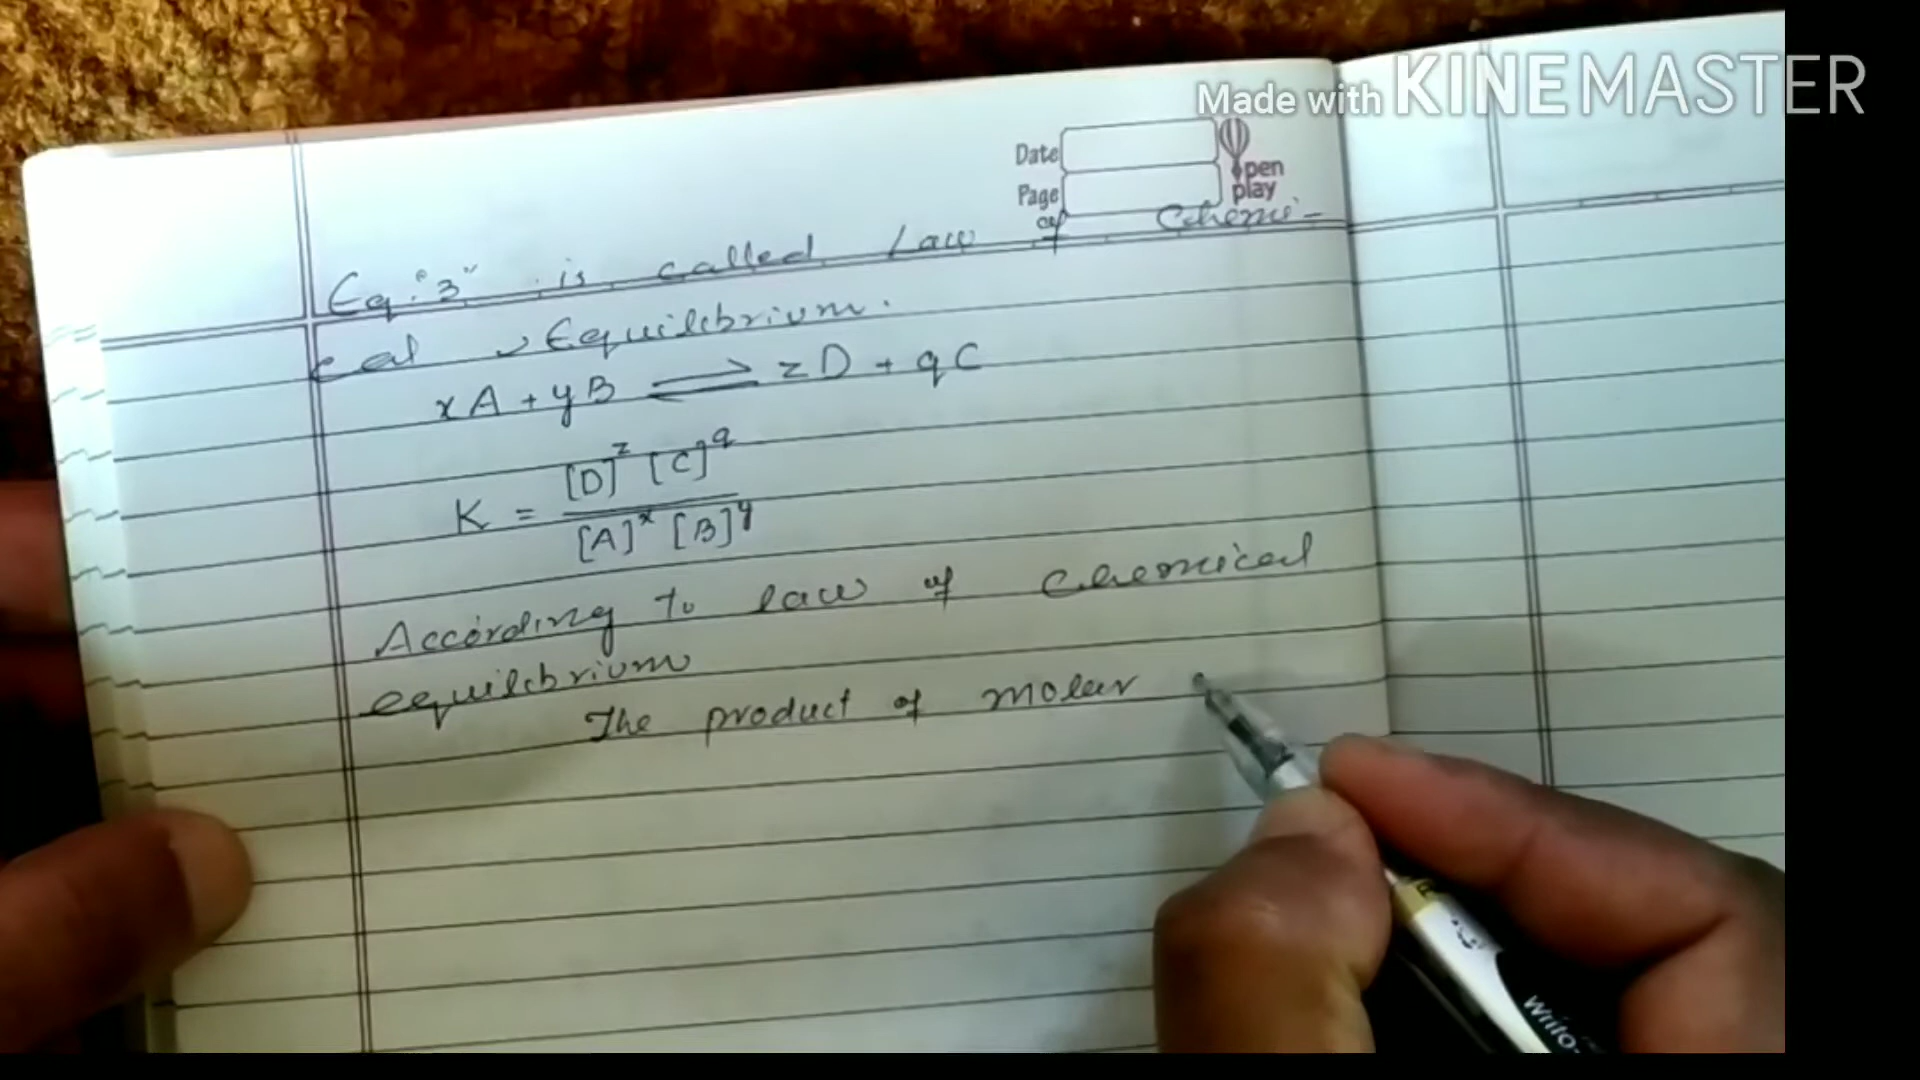 Made with KINEMASTER
Date
Page
pen
play
Eq. "3" is called Law of Chemi-
cal Equilibrium.
xA + yB ⇌ zD + qC
K = [D]^z [C]^q / [A]^x [B]^y
According to law of chemical
equilibrium
The product of molar